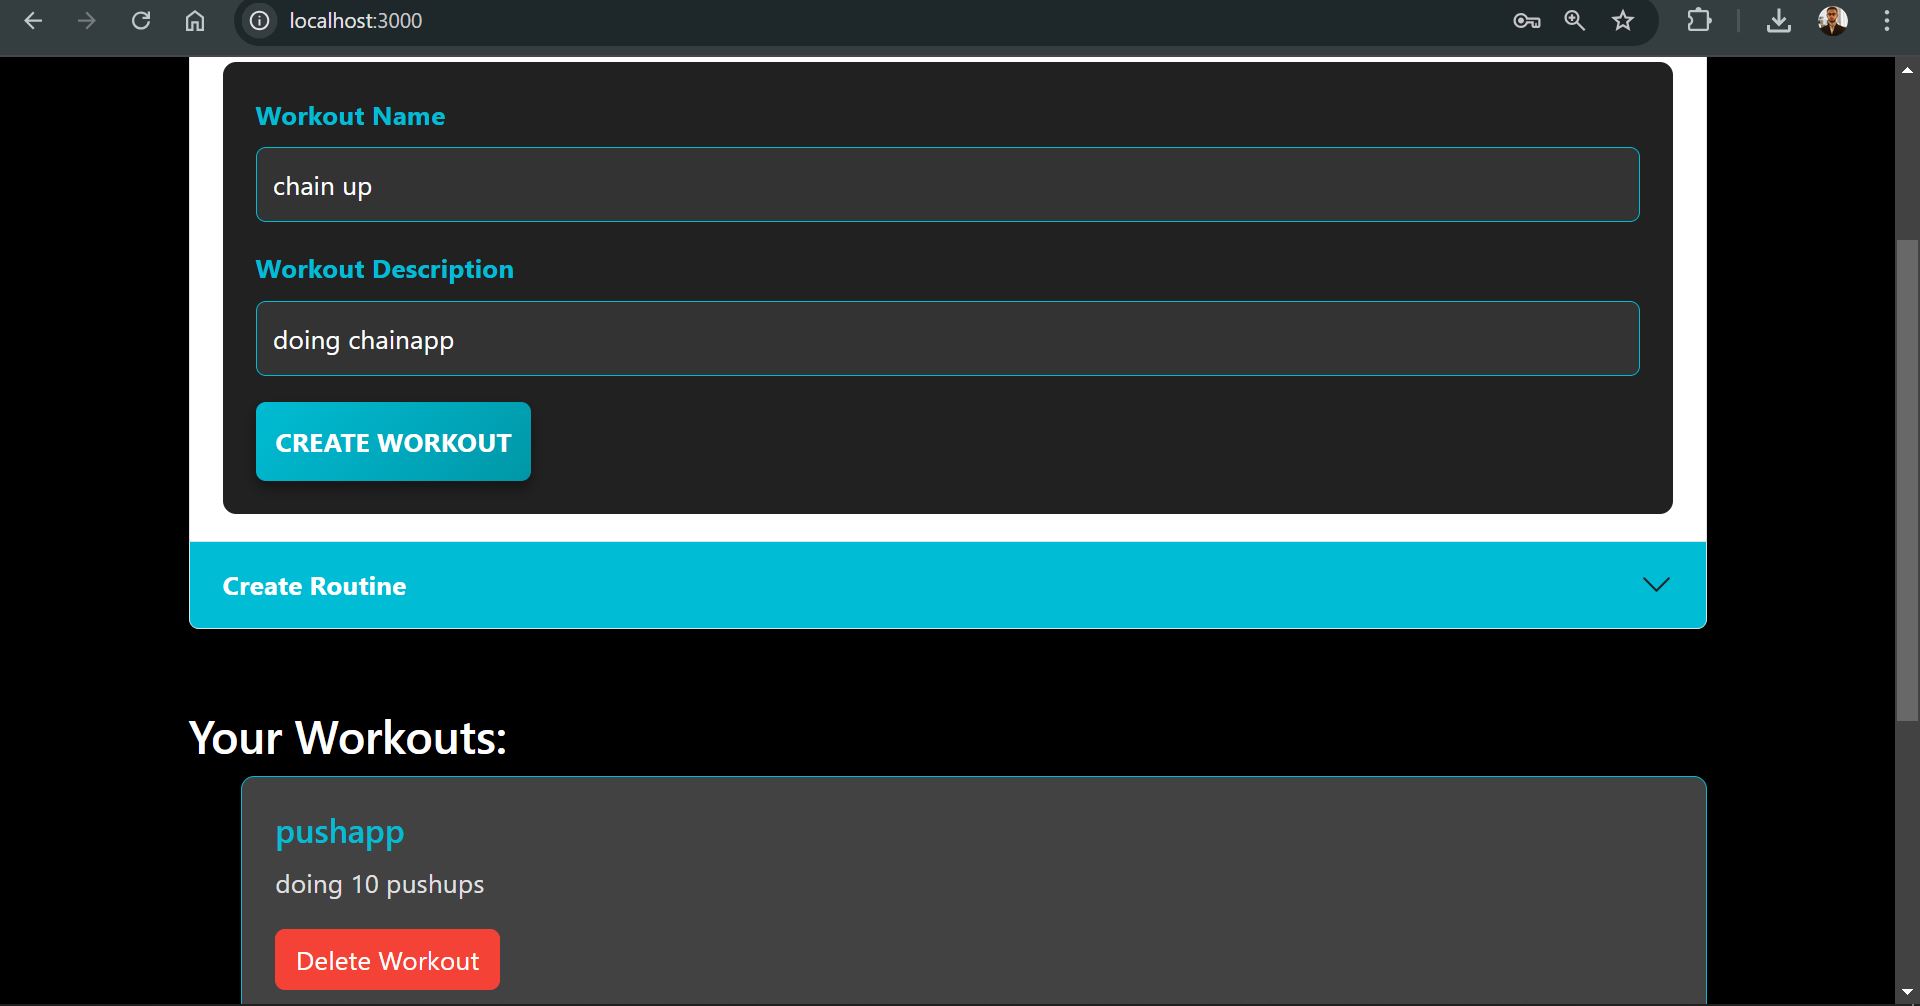 localhost:3000
Workout Name
chain up
Workout Description
doing chainapp
CREATE WORKOUT
Create Routine
Your Workouts:
pushapp
doing 10 pushups
Delete Workout